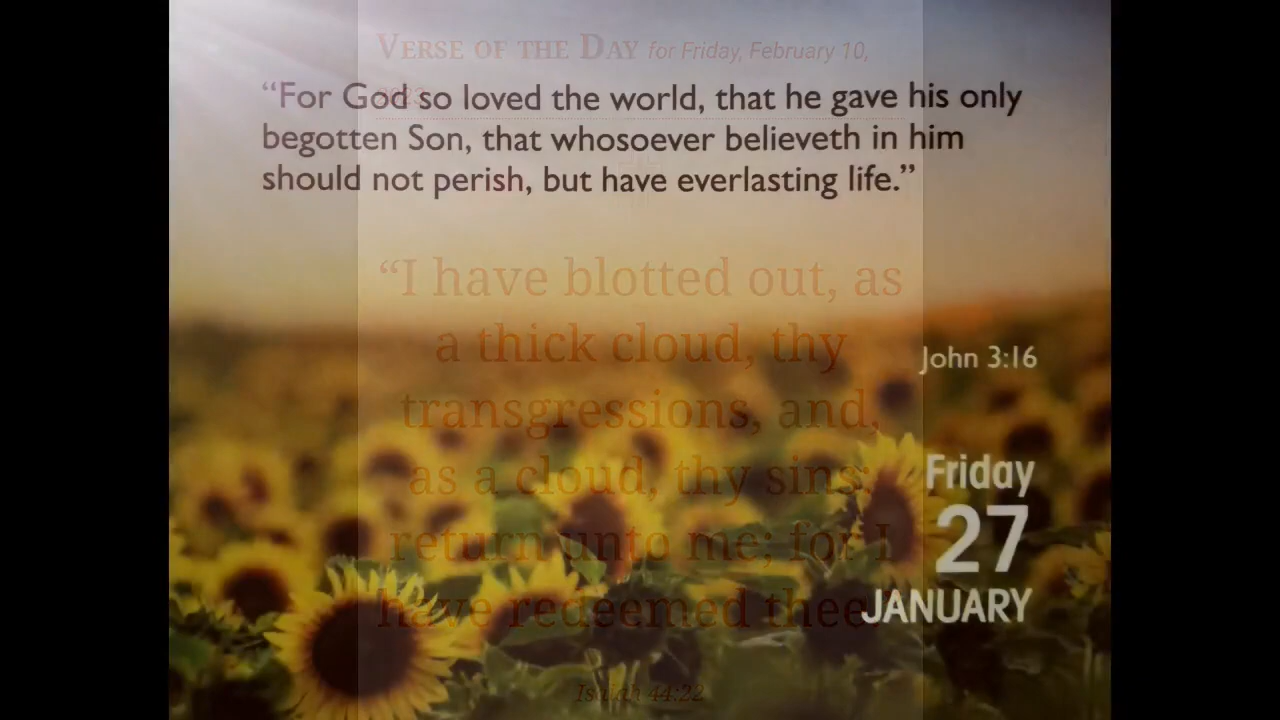 VERSE OF THE DAY for Friday, February 10,
2023
“For God so loved the world, that he gave his only
begotten Son, that whosoever believeth in him
should not perish, but have everlasting life.”
“I have blotted out, as
a thick cloud, thy
transgressions, and,
as a cloud, thy sins:
return unto me; for I
have redeemed thee.”
John 3:16
Friday
27
JANUARY
Isaiah 44:22